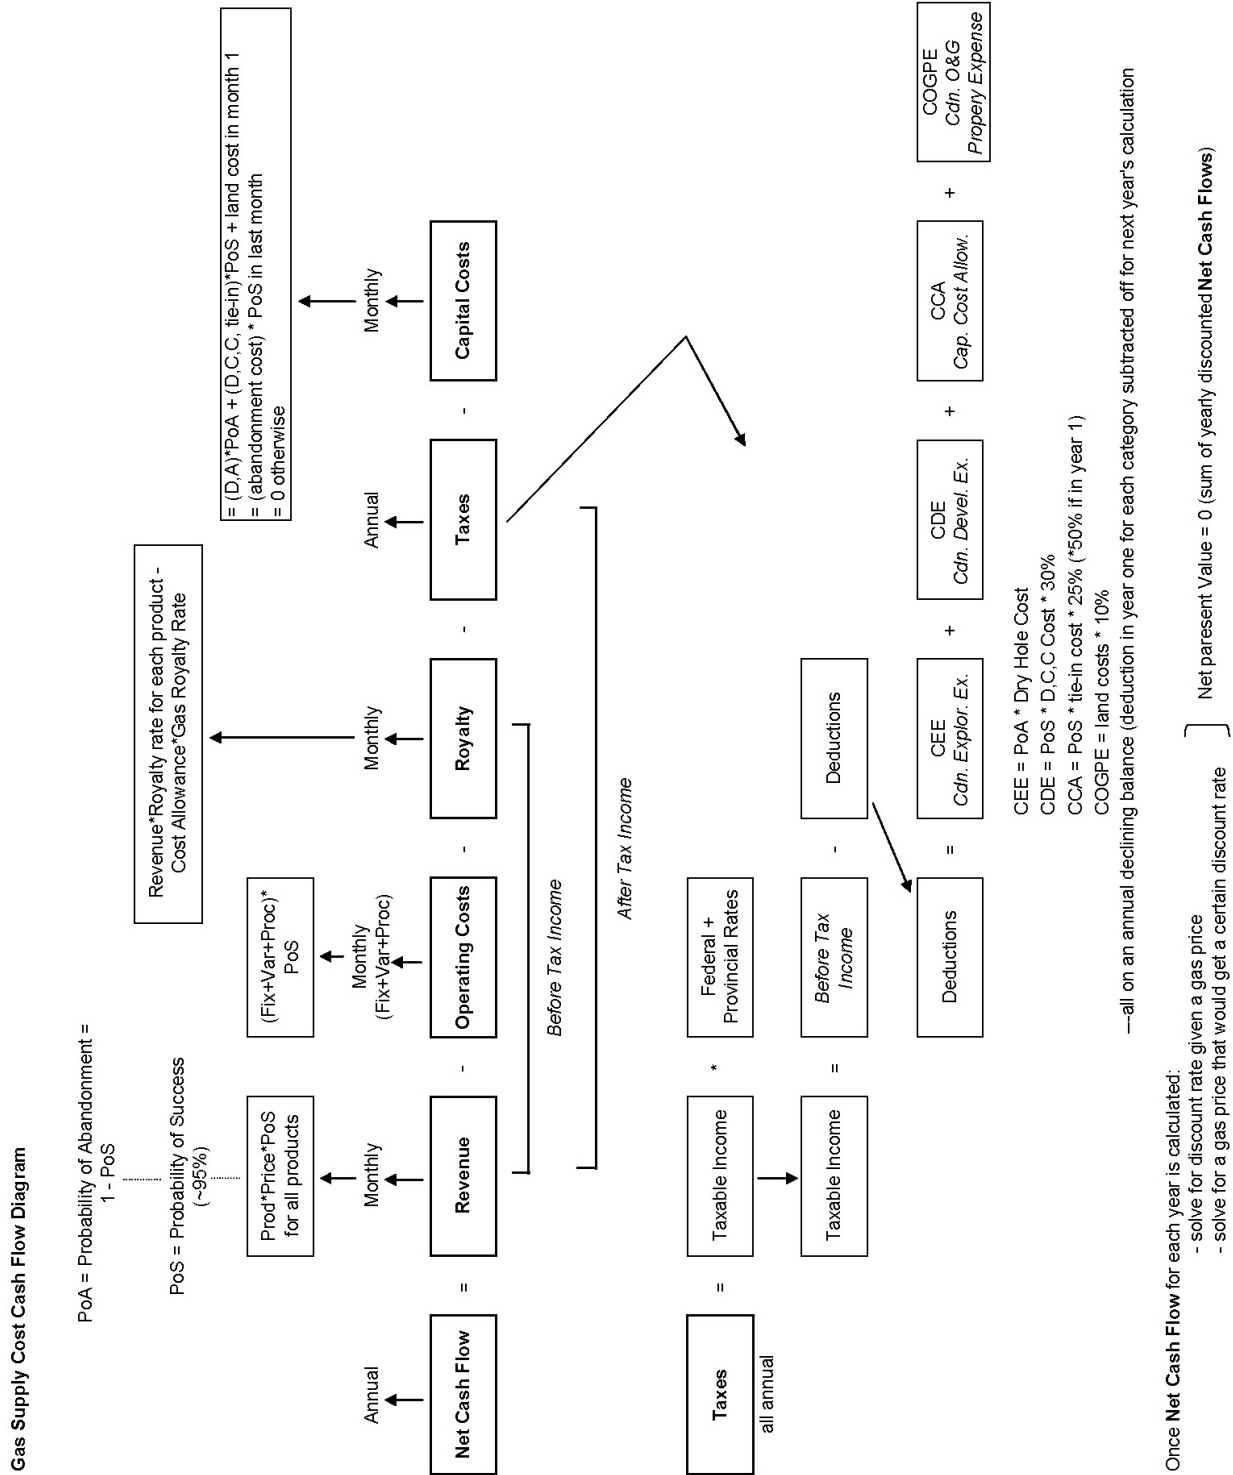 Gas Supply Cost Cash Flow Diagram
PoA = Probability of Abandonment =
1 - PoS
PoS = Probability of Success
(~95%)
Revenue*Royalty rate for each product -
Cost Allowance*Gas Royalty Rate
= (D,A)*PoA + (D,C,C, tie-in)*PoS + land cost in month 1
= (abandonment cost) * PoS in last month
= 0 otherwise
Prod*Price*PoS
for all products
(Fix+Var+Proc)*
PoS
Annual
Monthly
Monthly
(Fix+Var+Proc)
Monthly
Annual
Monthly
Net Cash Flow
=
Revenue
-
Operating Costs
-
Royalty
-
Taxes
-
Capital Costs
Before Tax Income
After Tax Income
Taxes
=
Taxable Income
*
Federal +
Provincial Rates
all annual
Taxable Income
=
Before Tax
Income
-
Deductions
Deductions
=
CEE
Cdn. Explor. Ex.
+
CDE
Cdn. Devel. Ex.
+
CCA
Cap. Cost Allow.
+
COGPE
Cdn. O&G
Propery Expense
CEE = PoA * Dry Hole Cost
CDE = PoS * D,C,C Cost * 30%
CCA = PoS * tie-in cost * 25% (*50% if in year 1)
COGPE = land costs * 10%
—all on an annual declining balance (deduction in year one for each category subtracted off for next year's calculation
Once Net Cash Flow for each year is calculated:
- solve for discount rate given a gas price
- solve for a gas price that would get a certain discount rate
Net paresent Value = 0 (sum of yearly discounted Net Cash Flows)